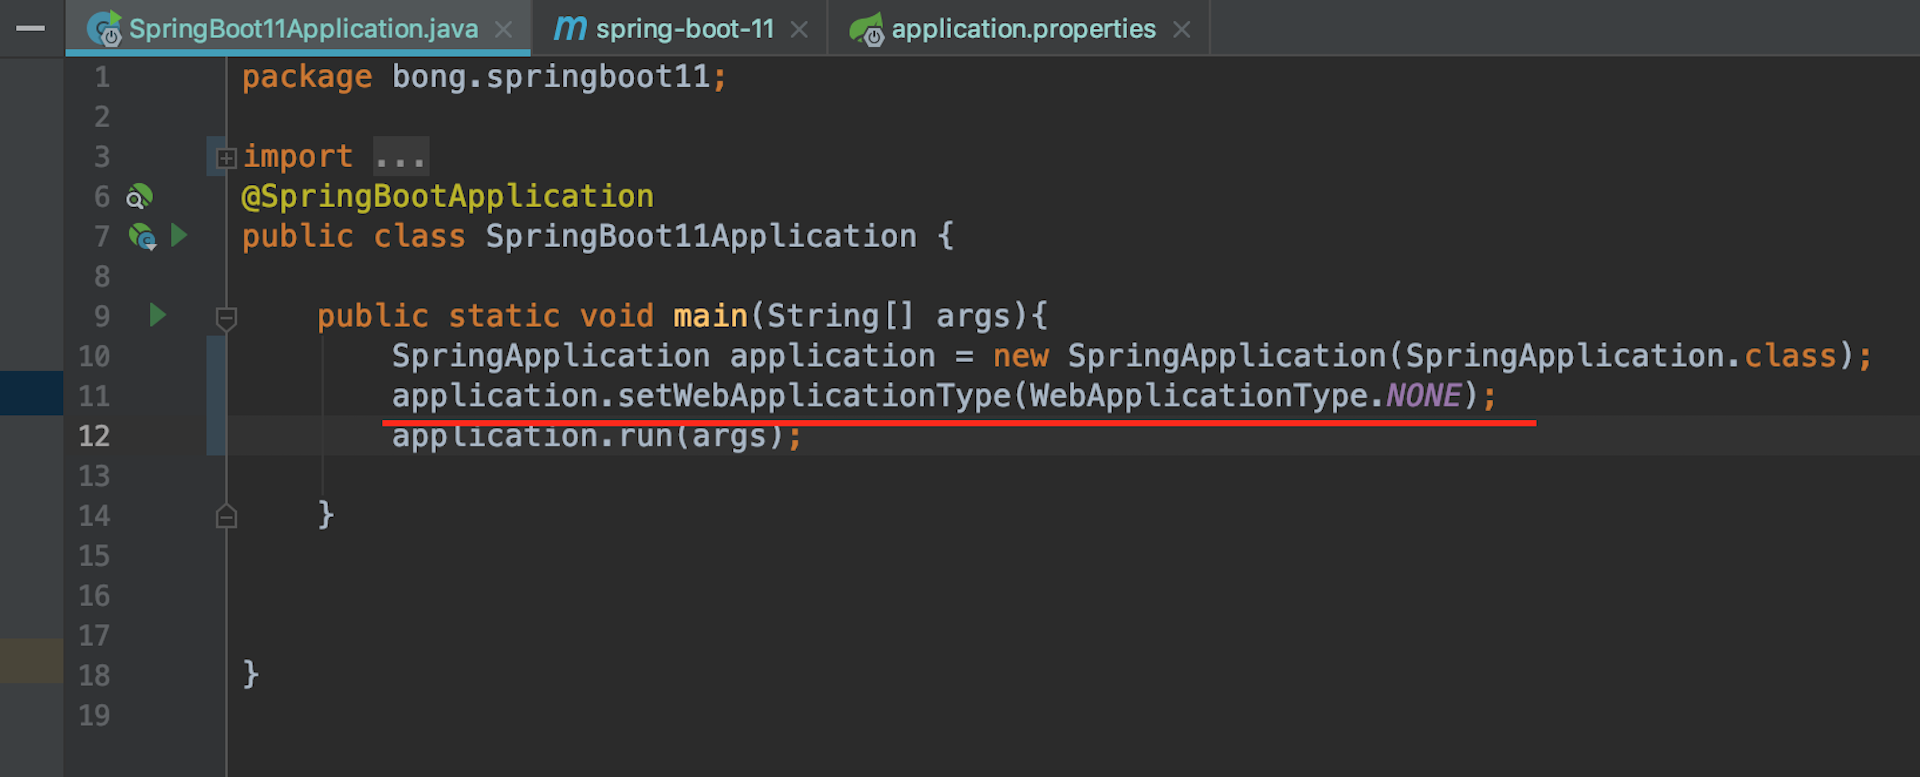 SpringBoot11Application.java
spring-boot-11
application.properties
1 package bong.springboot11;
2
3 import ...
6 @SpringBootApplication
7 public class SpringBoot11Application {
8
9 public static void main(String[] args){
10 SpringApplication application = new SpringApplication(SpringApplication.class);
11 application.setWebApplicationType(WebApplicationType.NONE);
12 application.run(args);
13
14 }
15
16
17
18 }
19